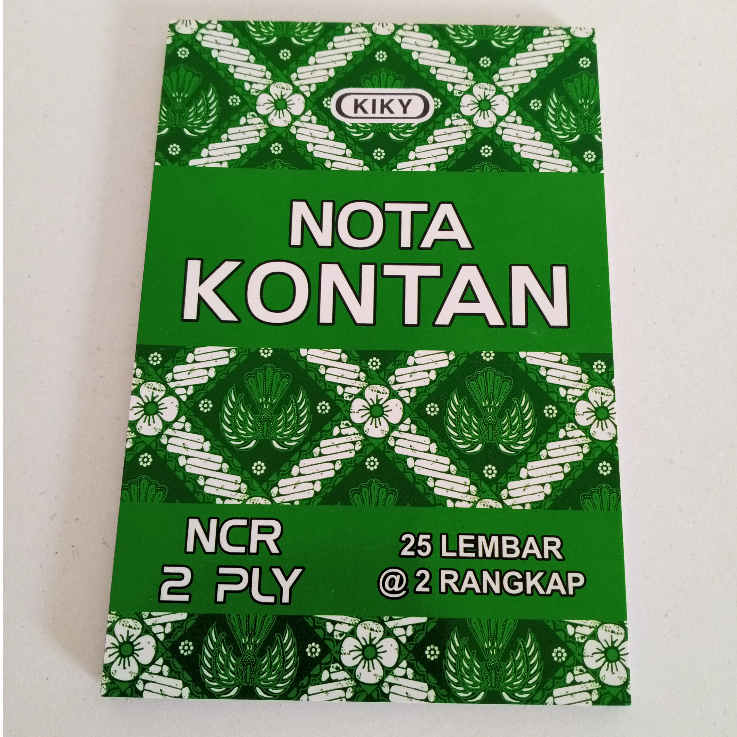 KIKY
NOTA
KONTAN
NCR
2 PLY
25 LEMBAR
@ 2 RANGKAP